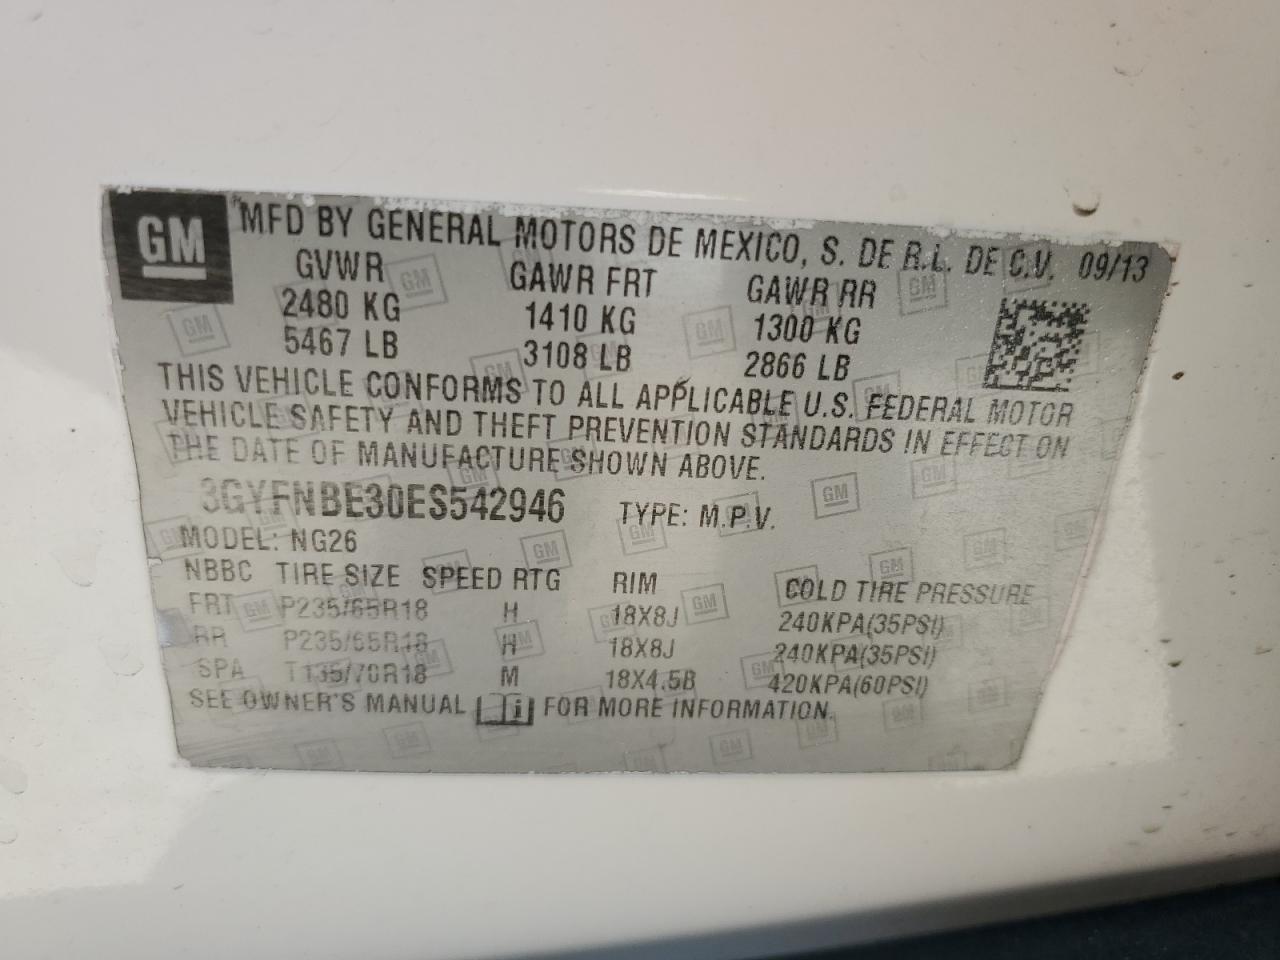 GM
MFD BY GENERAL MOTORS DE MEXICO, S. DE R.L. DE C.V. 09/13
GVWR GAWR FRT GAWR RR
2480 KG 1410 KG 1300 KG
5467 LB 3108 LB 2866 LB
THIS VEHICLE CONFORMS TO ALL APPLICABLE U.S. FEDERAL MOTOR
VEHICLE SAFETY AND THEFT PREVENTION STANDARDS IN EFFECT ON
THE DATE OF MANUFACTURE SHOWN ABOVE.
3GYFNBE30ES542946 TYPE: M.P.V.
MODEL: NG26
NBBC TIRE SIZE SPEED RTG RIM COLD TIRE PRESSURE
FRT P235/65R18 H 18X8J 240KPA(35PSI)
RR P235/65R18 H 18X8J 240KPA(35PSI)
SPA T135/70R18 M 18X4.5B 420KPA(60PSI)
SEE OWNER'S MANUAL i FOR MORE INFORMATION.